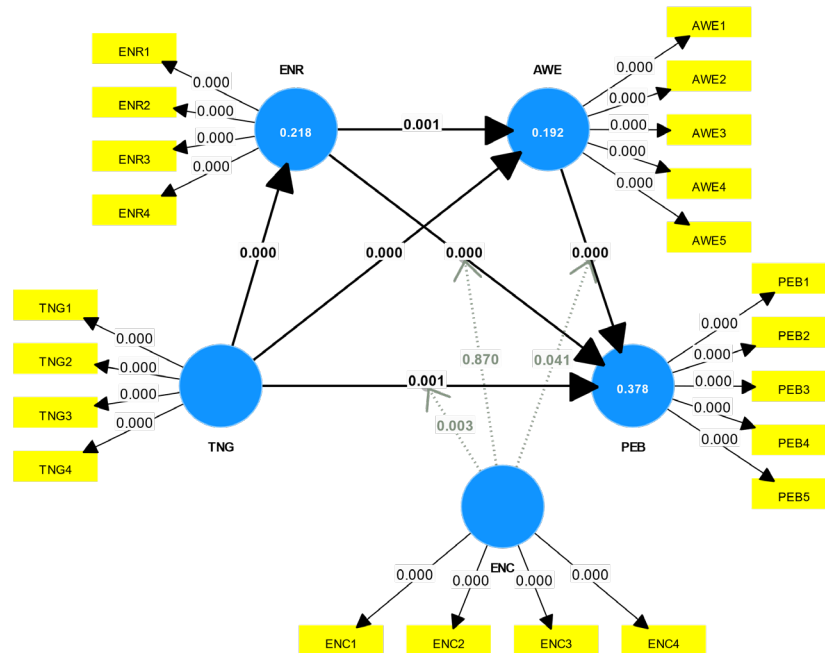 AWE1
ENR1
ENR
AWE
0.000
0.000
AWE2
0.000
ENR2
0.000
0.000
0.218
0.001
0.192
0.000
AWE3
0.000
ENR3
0.000
0.000
AWE4
ENR4
0.000
AWE5
0.000
0.000
0.000
0.000
PEB1
TNG1
0.000
0.000
PEB2
TNG2
0.000
0.870
0.041
0.000
0.001
0.378
0.000
PEB3
TNG3
0.000
0.000
0.000
PEB4
0.003
0.000
TNG
PEB
TNG4
PEB5
ENC
0.000
0.000
0.000
0.000
ENC1
ENC2
ENC3
ENC4